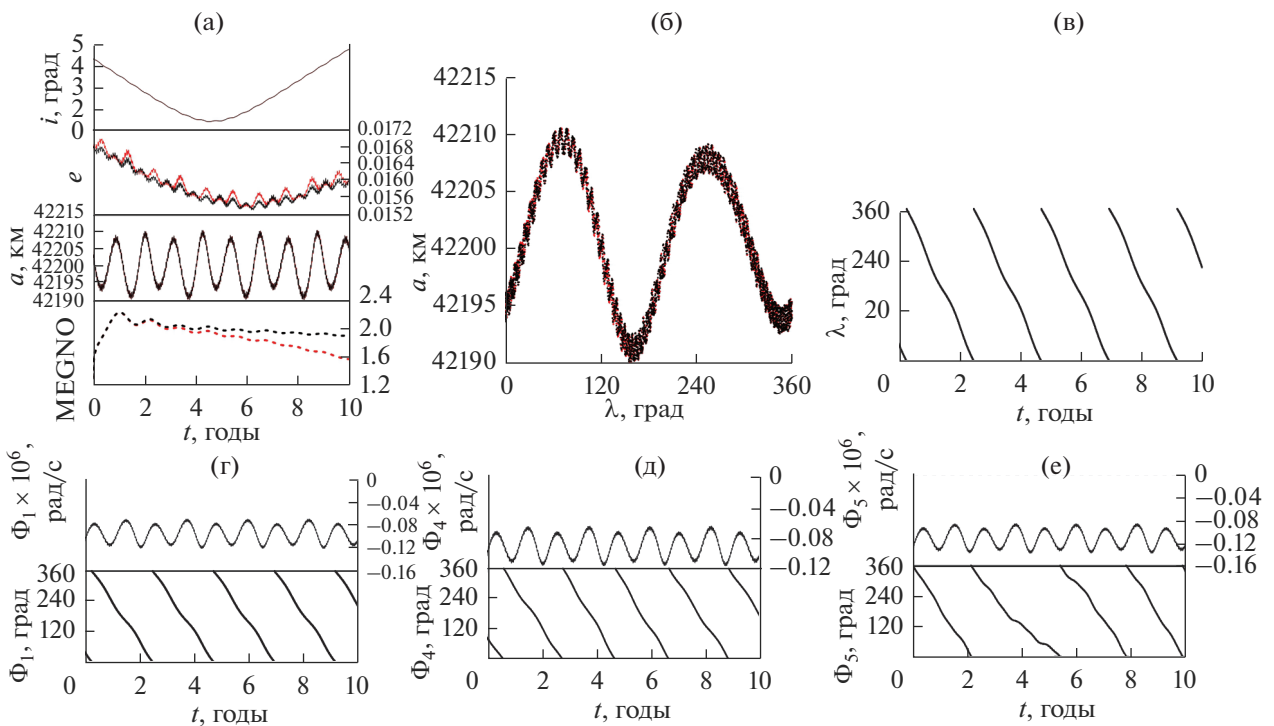 (а)
5
4
3
2
1
0
i, град
0.0172
0.0168
0.0164
0.0160
0.0156
0.0152
e
42215
42210
42205
42200
42195
42190
a, км
2.4
2.0
1.6
1.2
MEGNO
0 2 4 6 8 10
t, годы
(б)
42215
42210
42205
42200
42195
42190
a, км
0 120 240 360
λ, град
(в)
360
240
20
λ, град
0 2 4 6 8 10
t, годы
(г)
Φ1 × 10⁶, рад/с
0
−0.04
−0.08
−0.12
−0.16
360
240
120
Φ1, град
0 2 4 6 8 10
t, годы
(д)
Φ4 × 10⁶, рад/с
0
−0.04
−0.08
−0.12
360
240
120
Φ4, град
0 2 4 6 8 10
t, годы
(е)
Φ5 × 10⁶, рад/с
0
−0.04
−0.08
−0.12
−0.16
360
240
120
Φ5, град
0 2 4 6 8 10
t, годы